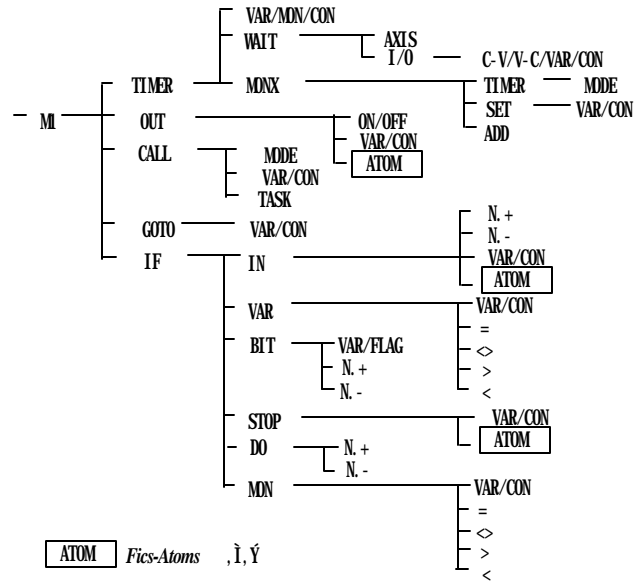 VAR/MON/CON
WAIT AXIS
I/O C-V/V-C/VAR/CON
TIMER MONX TIMER MODE
SET VAR/CON
M1 OUT ON/OFF ADD
VAR/CON
CALL MODE ATOM
VAR/CON
TASK
GOTO VAR/CON N.+
N.-
IF IN VAR/CON
ATOM
VAR VAR/CON
=
BIT VAR/FLAG <>
N.+ >
N.- <
STOP VAR/CON
ATOM
DO N.+
N.-
MON VAR/CON
=
<>
>
<
ATOM Fics-Atoms ,Ì,Ý